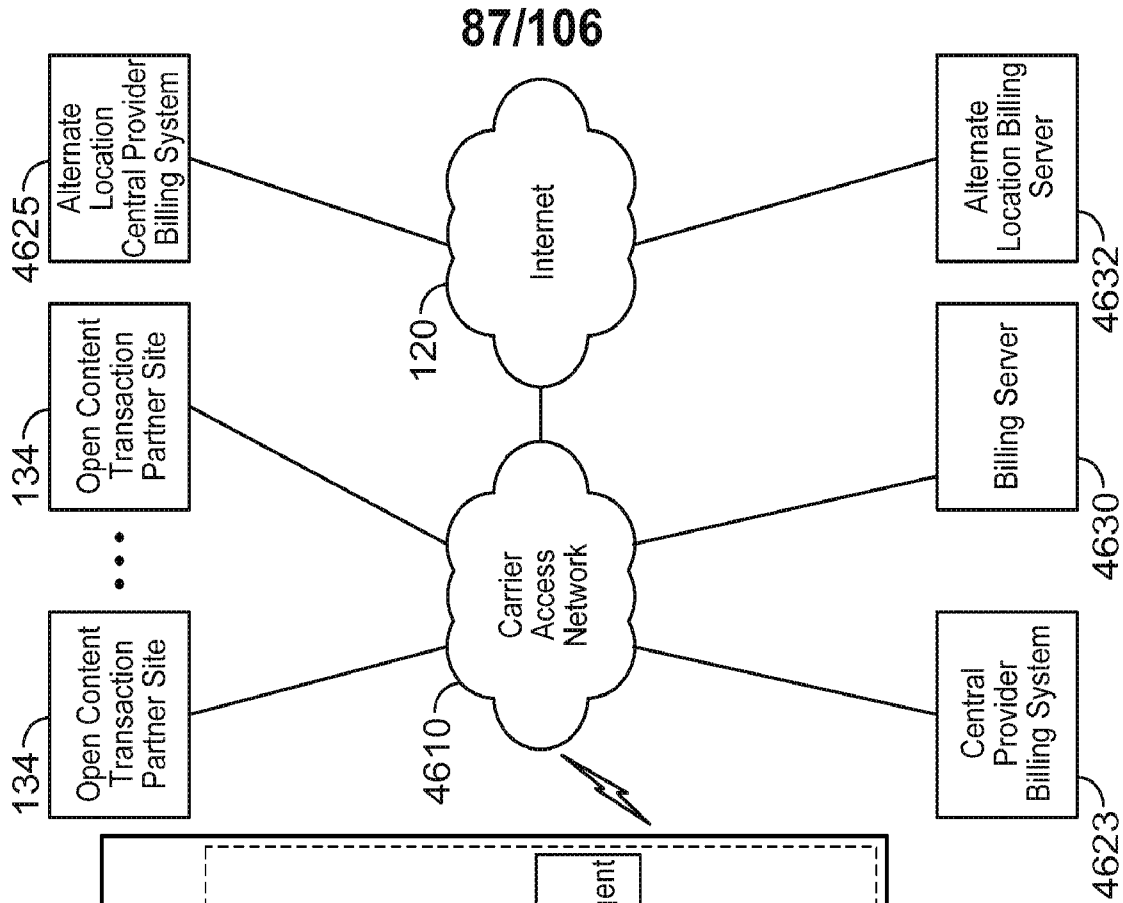 87/106
4625
Alternate
Location
Central Provider
Billing System
134
Open Content
Transaction
Partner Site
134
Open Content
Transaction
Partner Site
120
Internet
4610
Carrier
Access
Network
Alternate
Location Billing
Server
4632
Billing Server
4630
Central
Provider
Billing System
4623